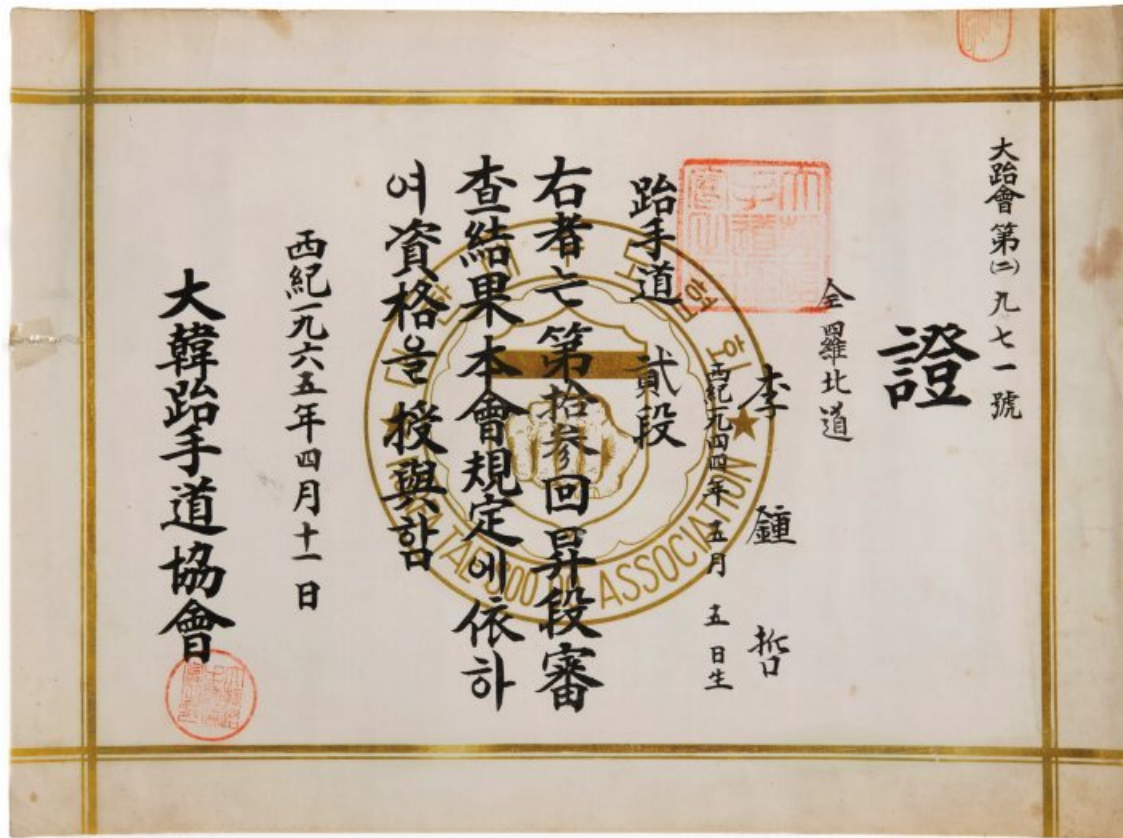 大跆會第(二)九七一號
證
全羅北道
李鍾哲
西紀一九四四年五月五日生
跆手道 貳段
右者는第拾參回昇段審
查結果本會規定에依하
여資格을授與함
西紀一九六五年四月十一日
大韓跆手道協會
TAE SOO DO ASSOCIATION